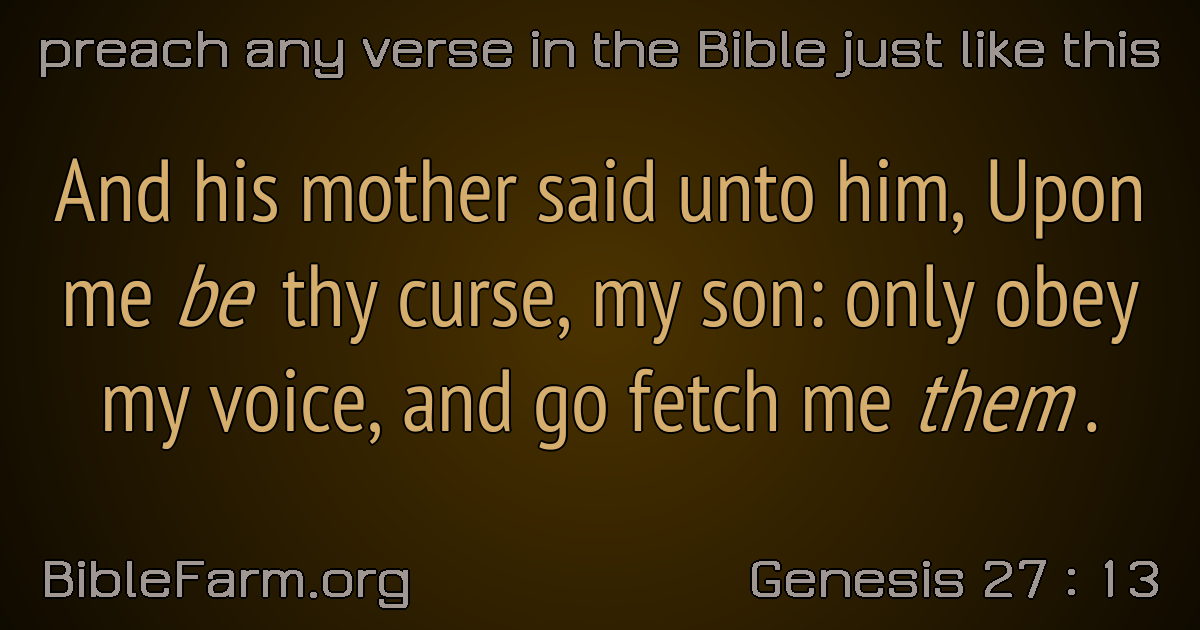 preach any verse in the Bible just like this
And his mother said unto him, Upon
me be thy curse, my son: only obey
my voice, and go fetch me them.
BibleFarm.org
Genesis 27 : 13